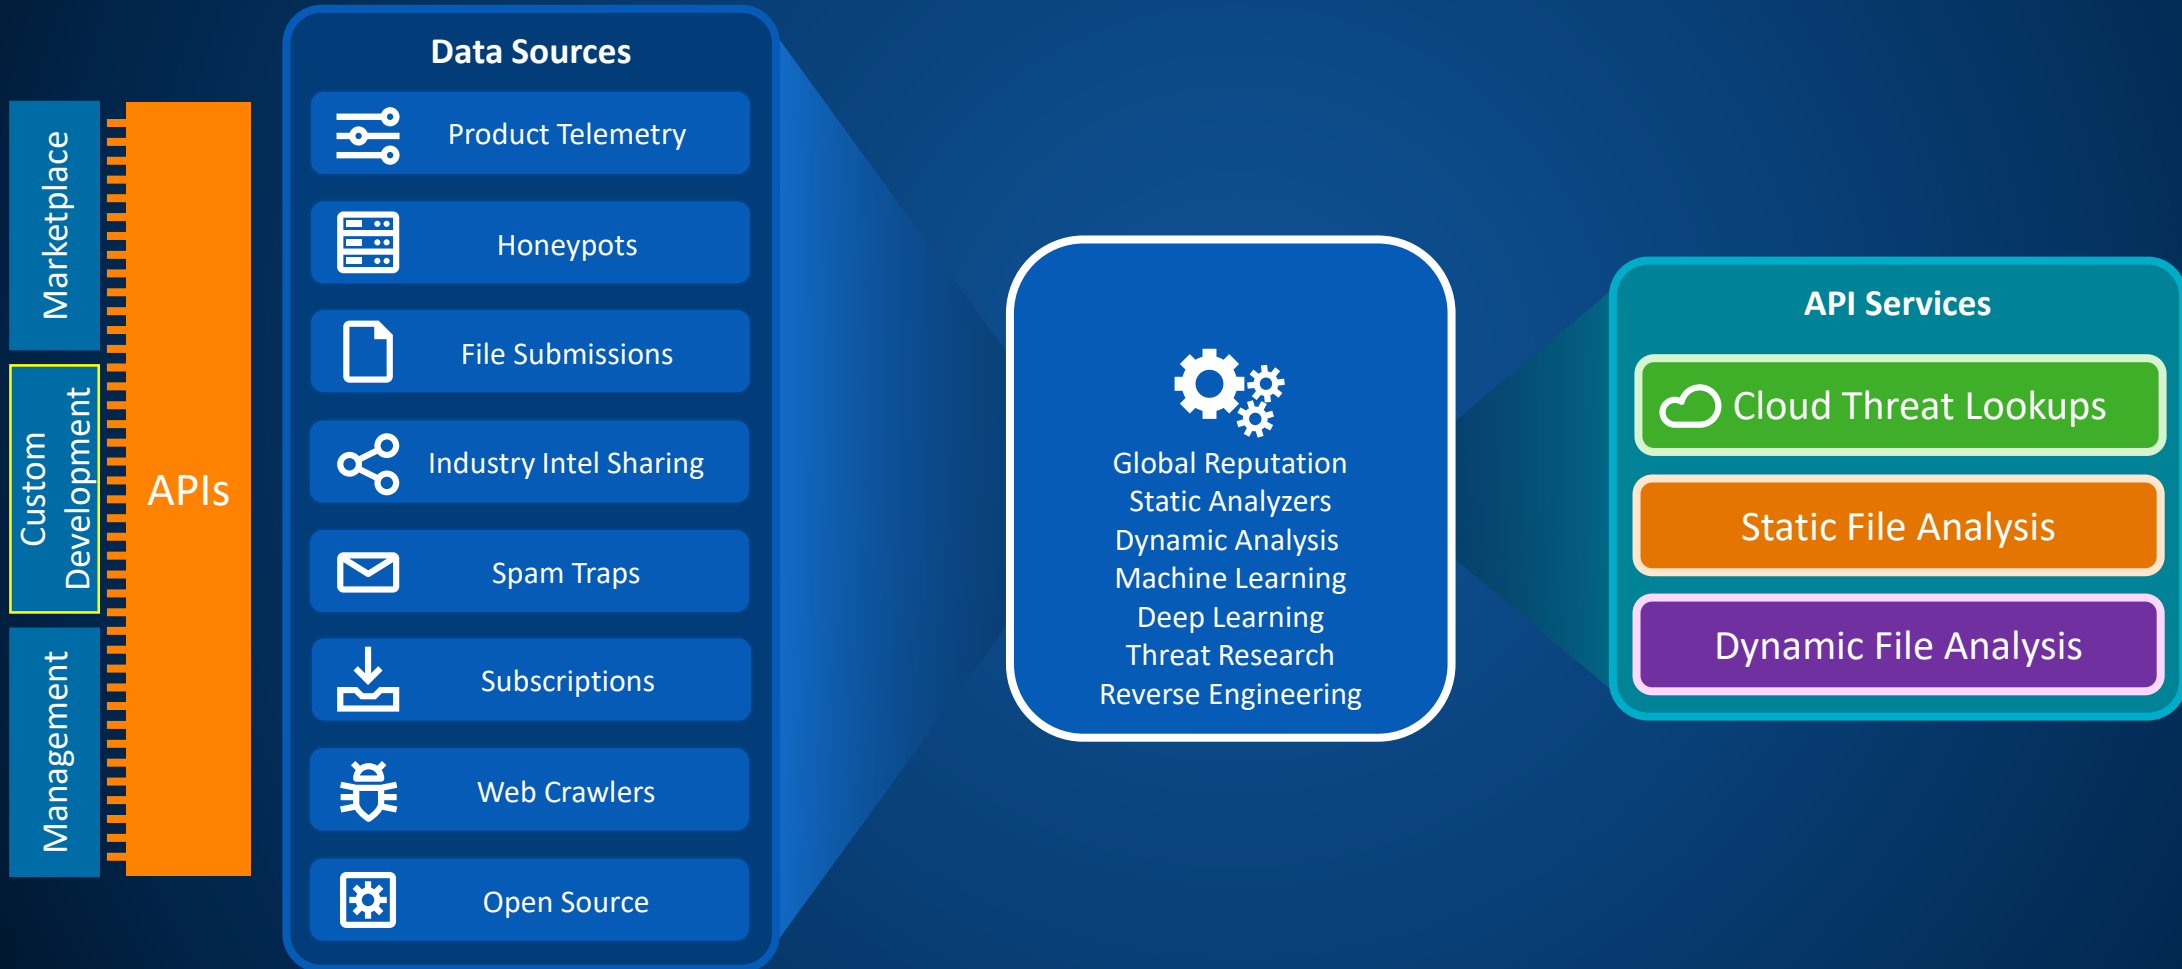 Marketplace
Custom
Development
Management
APIs
Data Sources
Product Telemetry
Honeypots
File Submissions
Industry Intel Sharing
Spam Traps
Subscriptions
Web Crawlers
Open Source
Global Reputation
Static Analyzers
Dynamic Analysis
Machine Learning
Deep Learning
Threat Research
Reverse Engineering
API Services
Cloud Threat Lookups
Static File Analysis
Dynamic File Analysis